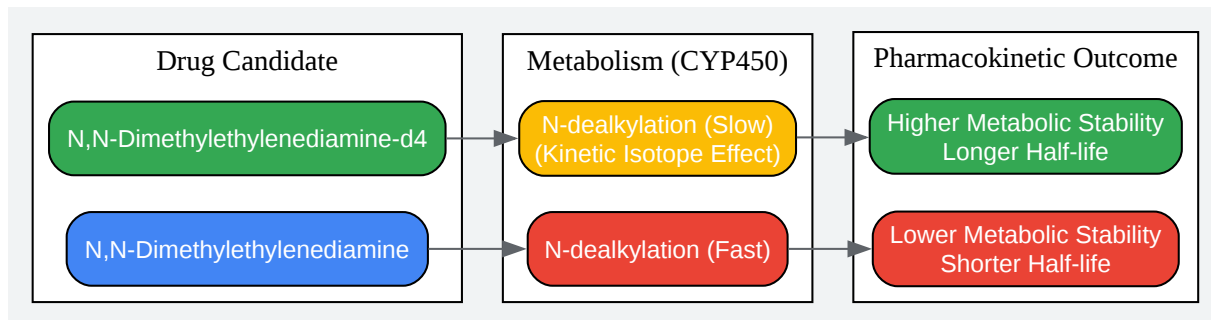 Drug Candidate
N,N-Dimethylethylenediamine-d4
N,N-Dimethylethylenediamine
Metabolism (CYP450)
N-dealkylation (Slow)
(Kinetic Isotope Effect)
N-dealkylation (Fast)
Pharmacokinetic Outcome
Higher Metabolic Stability
Longer Half-life
Lower Metabolic Stability
Shorter Half-life